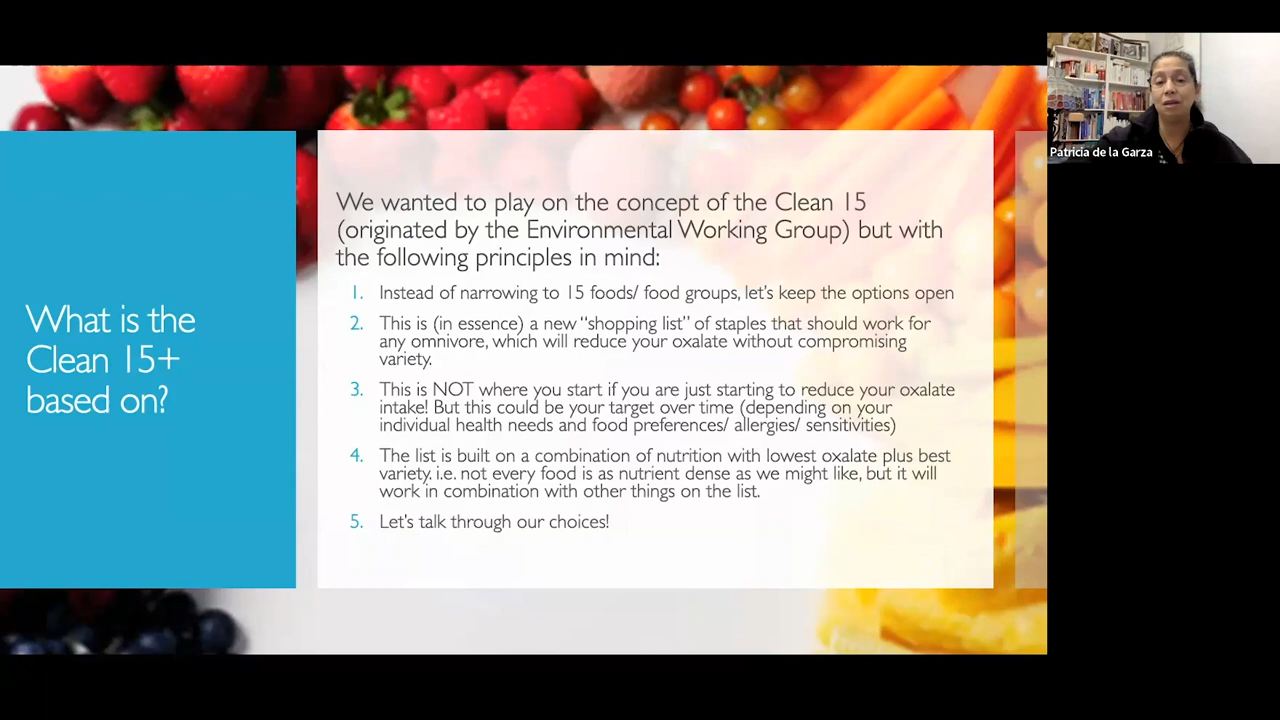 What is the
Clean 15+
based on?
We wanted to play on the concept of the Clean 15
(originated by the Environmental Working Group) but with
the following principles in mind:
1. Instead of narrowing to 15 foods/ food groups, let's keep the options open
2. This is (in essence) a new "shopping list" of staples that should work for
any omnivore, which will reduce your oxalate without compromising
variety.
3. This is NOT where you start if you are just starting to reduce your oxalate
intake! But this could be your target over time (depending on your
individual health needs and food preferences/ allergies/ sensitivities)
4. The list is built on a combination of nutrition with lowest oxalate plus best
variety. i.e. not every food is as nutrient dense as we might like, but it will
work in combination with other things on the list.
5. Let's talk through our choices!
Patricia de la Garza